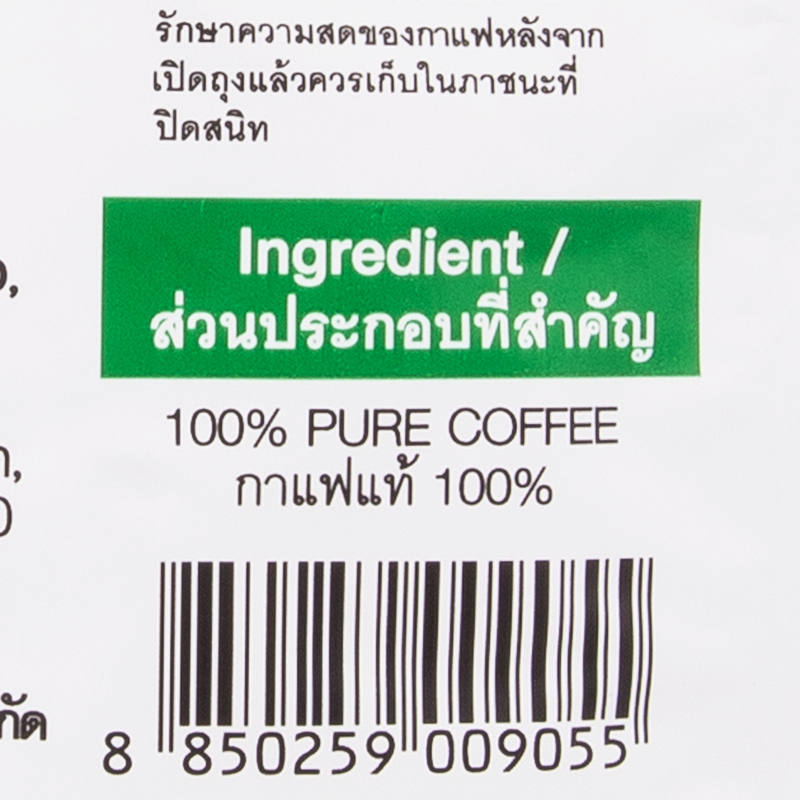 รักษาความสดของกาแฟหลังจาก
เปิดถุงแล้วควรเก็บในภาชนะที่
ปิดสนิท
Ingredient /
ส่วนประกอบที่สำคัญ
100% PURE COFFEE
กาแฟแท้ 100%
8 850259 009055